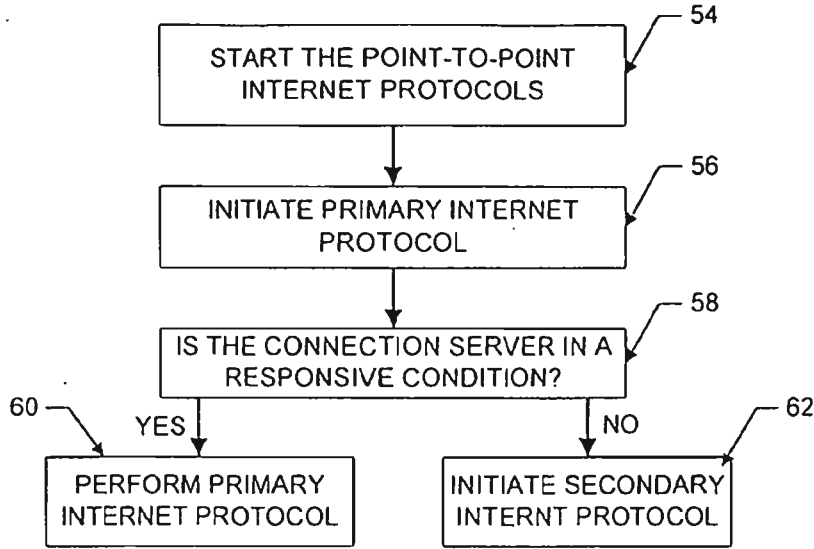 54
START THE POINT-TO-POINT
INTERNET PROTOCOLS
56
INITIATE PRIMARY INTERNET
PROTOCOL
58
IS THE CONNECTION SERVER IN A
RESPONSIVE CONDITION?
60
YES
NO
62
PERFORM PRIMARY
INTERNET PROTOCOL
INITIATE SECONDARY
INTERNT PROTOCOL